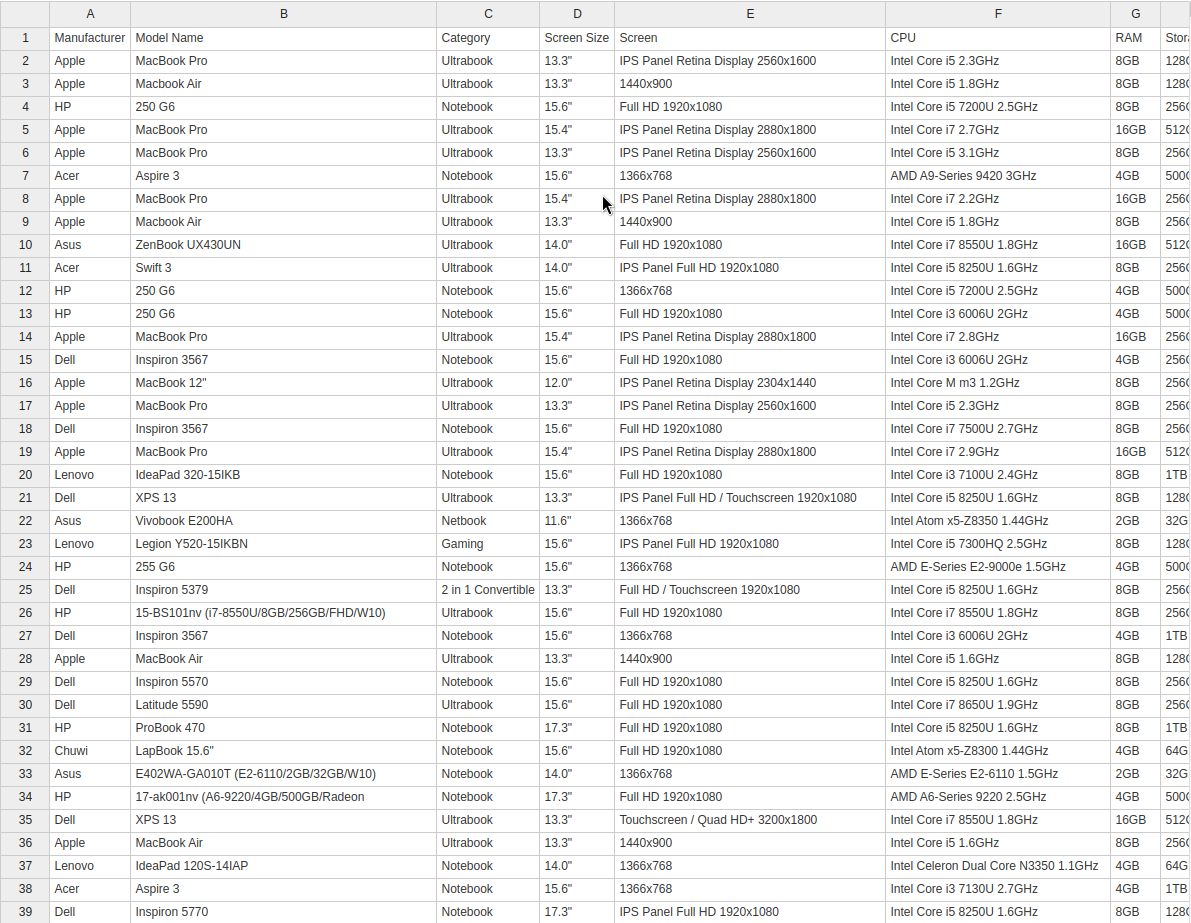 A B C D E F G
1 Manufacturer Model Name Category Screen Size Screen CPU RAM
2 Apple MacBook Pro Ultrabook 13.3" IPS Panel Retina Display 2560x1600 Intel Core i5 2.3GHz 8GB
3 Apple Macbook Air Ultrabook 13.3" 1440x900 Intel Core i5 1.8GHz 8GB
4 HP 250 G6 Notebook 15.6" Full HD 1920x1080 Intel Core i5 7200U 2.5GHz 8GB
5 Apple MacBook Pro Ultrabook 15.4" IPS Panel Retina Display 2880x1800 Intel Core i7 2.7GHz 16GB
6 Apple MacBook Pro Ultrabook 13.3" IPS Panel Retina Display 2560x1600 Intel Core i5 3.1GHz 8GB
7 Acer Aspire 3 Notebook 15.6" 1366x768 AMD A9-Series 9420 3GHz 4GB
8 Apple MacBook Pro Ultrabook 15.4" IPS Panel Retina Display 2880x1800 Intel Core i7 2.2GHz 16GB
9 Apple Macbook Air Ultrabook 13.3" 1440x900 Intel Core i5 1.8GHz 8GB
10 Asus ZenBook UX430UN Ultrabook 14.0" Full HD 1920x1080 Intel Core i7 8550U 1.8GHz 16GB
11 Acer Swift 3 Ultrabook 14.0" IPS Panel Full HD 1920x1080 Intel Core i5 8250U 1.6GHz 8GB
12 HP 250 G6 Notebook 15.6" 1366x768 Intel Core i5 7200U 2.5GHz 4GB
13 HP 250 G6 Notebook 15.6" Full HD 1920x1080 Intel Core i3 6006U 2GHz 4GB
14 Apple MacBook Pro Ultrabook 15.4" IPS Panel Retina Display 2880x1800 Intel Core i7 2.8GHz 16GB
15 Dell Inspiron 3567 Notebook 15.6" Full HD 1920x1080 Intel Core i3 6006U 2GHz 4GB
16 Apple MacBook 12" Ultrabook 12.0" IPS Panel Retina Display 2304x1440 Intel Core M m3 1.2GHz 8GB
17 Apple MacBook Pro Ultrabook 13.3" IPS Panel Retina Display 2560x1600 Intel Core i5 2.3GHz 8GB
18 Dell Inspiron 3567 Notebook 15.6" Full HD 1920x1080 Intel Core i7 7500U 2.7GHz 8GB
19 Apple MacBook Pro Ultrabook 15.4" IPS Panel Retina Display 2880x1800 Intel Core i7 2.9GHz 16GB
20 Lenovo IdeaPad 320-15IKB Notebook 15.6" Full HD 1920x1080 Intel Core i3 7100U 2.4GHz 8GB 1TB
21 Dell XPS 13 Ultrabook 13.3" IPS Panel Full HD / Touchscreen 1920x1080 Intel Core i5 8250U 1.6GHz 8GB
22 Asus Vivobook E200HA Netbook 11.6" 1366x768 Intel Atom x5-Z8350 1.44GHz 2GB
23 Lenovo Legion Y520-15IKBN Gaming 15.6" IPS Panel Full HD 1920x1080 Intel Core i5 7300HQ 2.5GHz 8GB
24 HP 255 G6 Notebook 15.6" 1366x768 AMD E-Series E2-9000e 1.5GHz 4GB
25 Dell Inspiron 5379 2 in 1 Convertible 13.3" Full HD / Touchscreen 1920x1080 Intel Core i5 8250U 1.6GHz 8GB
26 HP 15-BS101nv (i7-8550U/8GB/256GB/FHD/W10) Ultrabook 15.6" Full HD 1920x1080 Intel Core i7 8550U 1.8GHz 8GB
27 Dell Inspiron 3567 Notebook 15.6" 1366x768 Intel Core i3 6006U 2GHz 4GB 1TB
28 Apple MacBook Air Ultrabook 13.3" 1440x900 Intel Core i5 1.6GHz 8GB
29 Dell Inspiron 5570 Notebook 15.6" Full HD 1920x1080 Intel Core i5 8250U 1.6GHz 8GB
30 Dell Latitude 5590 Ultrabook 15.6" Full HD 1920x1080 Intel Core i7 8650U 1.9GHz 8GB
31 HP ProBook 470 Notebook 17.3" Full HD 1920x1080 Intel Core i5 8250U 1.6GHz 8GB 1TB
32 Chuwi LapBook 15.6" Notebook 15.6" Full HD 1920x1080 Intel Atom x5-Z8300 1.44GHz 4GB
33 Asus E402WA-GA010T (E2-6110/2GB/32GB/W10) Notebook 14.0" 1366x768 AMD E-Series E2-6110 1.5GHz 2GB
34 HP 17-ak001nv (A6-9220/4GB/500GB/Radeon Notebook 17.3" Full HD 1920x1080 AMD A6-Series 9220 2.5GHz 4GB
35 Dell XPS 13 Ultrabook 13.3" Touchscreen / Quad HD+ 3200x1800 Intel Core i7 8550U 1.8GHz 16GB
36 Apple MacBook Air Ultrabook 13.3" 1440x900 Intel Core i5 1.6GHz 8GB
37 Lenovo IdeaPad 120S-14IAP Notebook 14.0" 1366x768 Intel Celeron Dual Core N3350 1.1GHz 4GB
38 Acer Aspire 3 Notebook 15.6" 1366x768 Intel Core i3 7130U 2.7GHz 4GB 1TB
39 Dell Inspiron 5770 Notebook 17.3" IPS Panel Full HD 1920x1080 Intel Core i5 8250U 1.6GHz 8GB